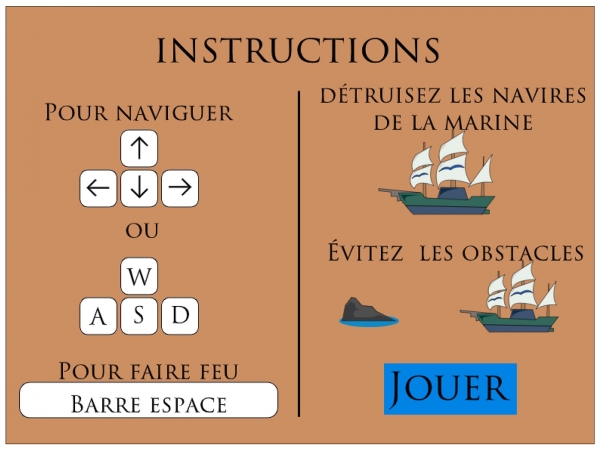 INSTRUCTIONS
POUR NAVIGUER
↑
← ↓ →
OU
W
A S D
POUR FAIRE FEU
BARRE ESPACE
DÉTRUISEZ LES NAVIRES
DE LA MARINE
ÉVITEZ LES OBSTACLES
JOUER